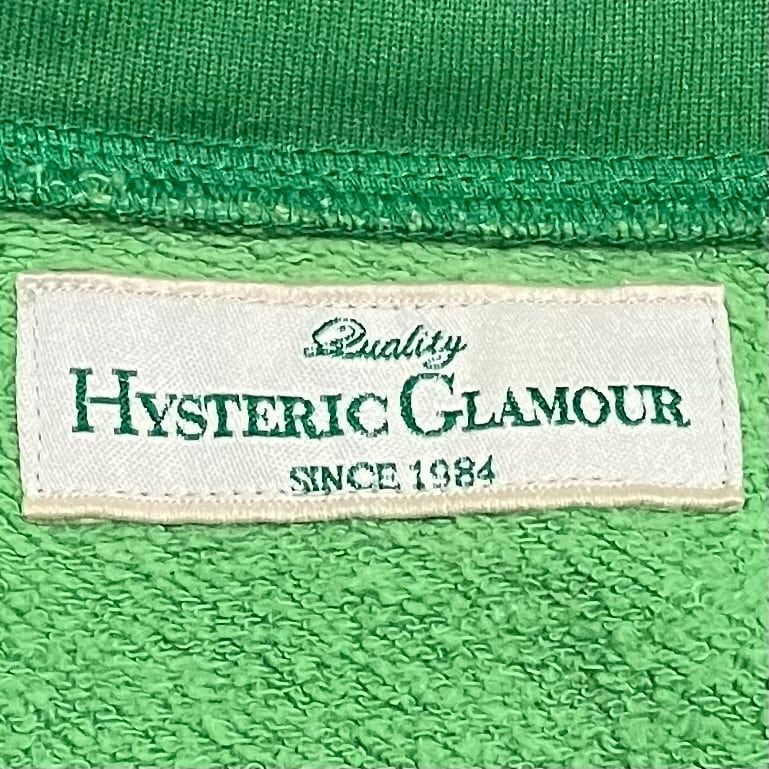 Quality
HYSTERIC GLAMOUR
SINCE 1984